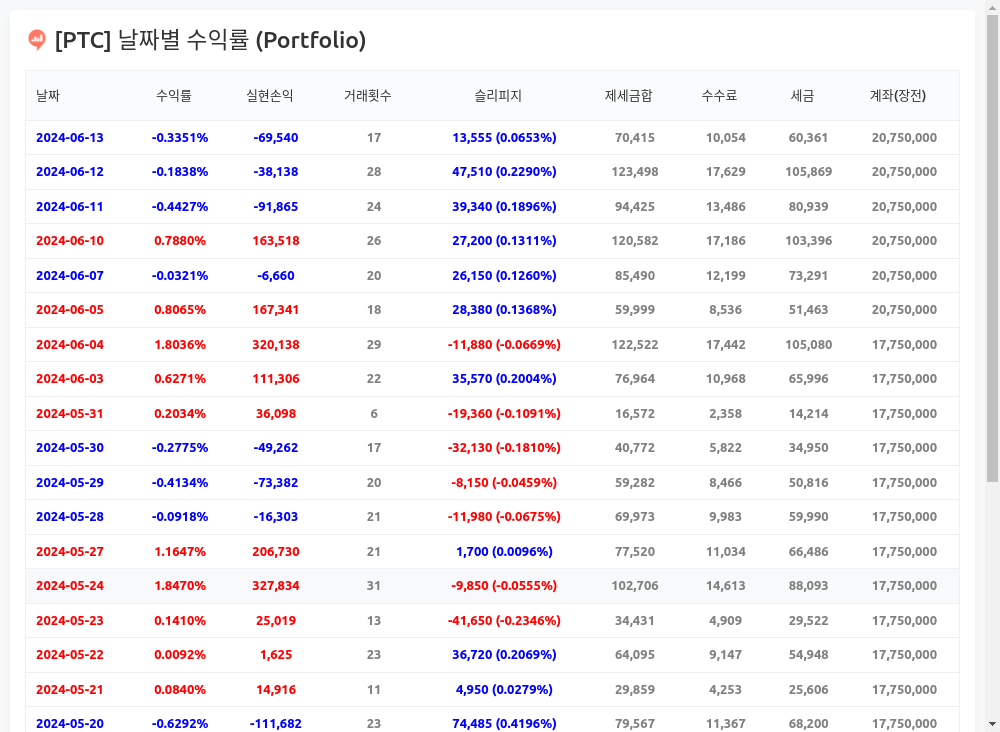 [PTC] 날짜별 수익률 (Portfolio)
날짜 수익률 실현손익 거래횟수 슬리피지 제세금합 수수료 세금 계좌(장전)
2024-06-13 -0.3351% -69,540 17 13,555 (0.0653%) 70,415 10,054 60,361 20,750,000
2024-06-12 -0.1838% -38,138 28 47,510 (0.2290%) 123,498 17,629 105,869 20,750,000
2024-06-11 -0.4427% -91,865 24 39,340 (0.1896%) 94,425 13,486 80,939 20,750,000
2024-06-10 0.7880% 163,518 26 27,200 (0.1311%) 120,582 17,186 103,396 20,750,000
2024-06-07 -0.0321% -6,660 20 26,150 (0.1260%) 85,490 12,199 73,291 20,750,000
2024-06-05 0.8065% 167,341 18 28,380 (0.1368%) 59,999 8,536 51,463 20,750,000
2024-06-04 1.8036% 320,138 29 -11,880 (-0.0669%) 122,522 17,442 105,080 17,750,000
2024-06-03 0.6271% 111,306 22 35,570 (0.2004%) 76,964 10,968 65,996 17,750,000
2024-05-31 0.2034% 36,098 6 -19,360 (-0.1091%) 16,572 2,358 14,214 17,750,000
2024-05-30 -0.2775% -49,262 17 -32,130 (-0.1810%) 40,772 5,822 34,950 17,750,000
2024-05-29 -0.4134% -73,382 20 -8,150 (-0.0459%) 59,282 8,466 50,816 17,750,000
2024-05-28 -0.0918% -16,303 21 -11,980 (-0.0675%) 69,973 9,983 59,990 17,750,000
2024-05-27 1.1647% 206,730 21 1,700 (0.0096%) 77,520 11,034 66,486 17,750,000
2024-05-24 1.8470% 327,834 31 -9,850 (-0.0555%) 102,706 14,613 88,093 17,750,000
2024-05-23 0.1410% 25,019 13 -41,650 (-0.2346%) 34,431 4,909 29,522 17,750,000
2024-05-22 0.0092% 1,625 23 36,720 (0.2069%) 64,095 9,147 54,948 17,750,000
2024-05-21 0.0840% 14,916 11 4,950 (0.0279%) 29,859 4,253 25,606 17,750,000
2024-05-20 -0.6292% -111,682 23 74,485 (0.4196%) 79,567 11,367 68,200 17,750,000